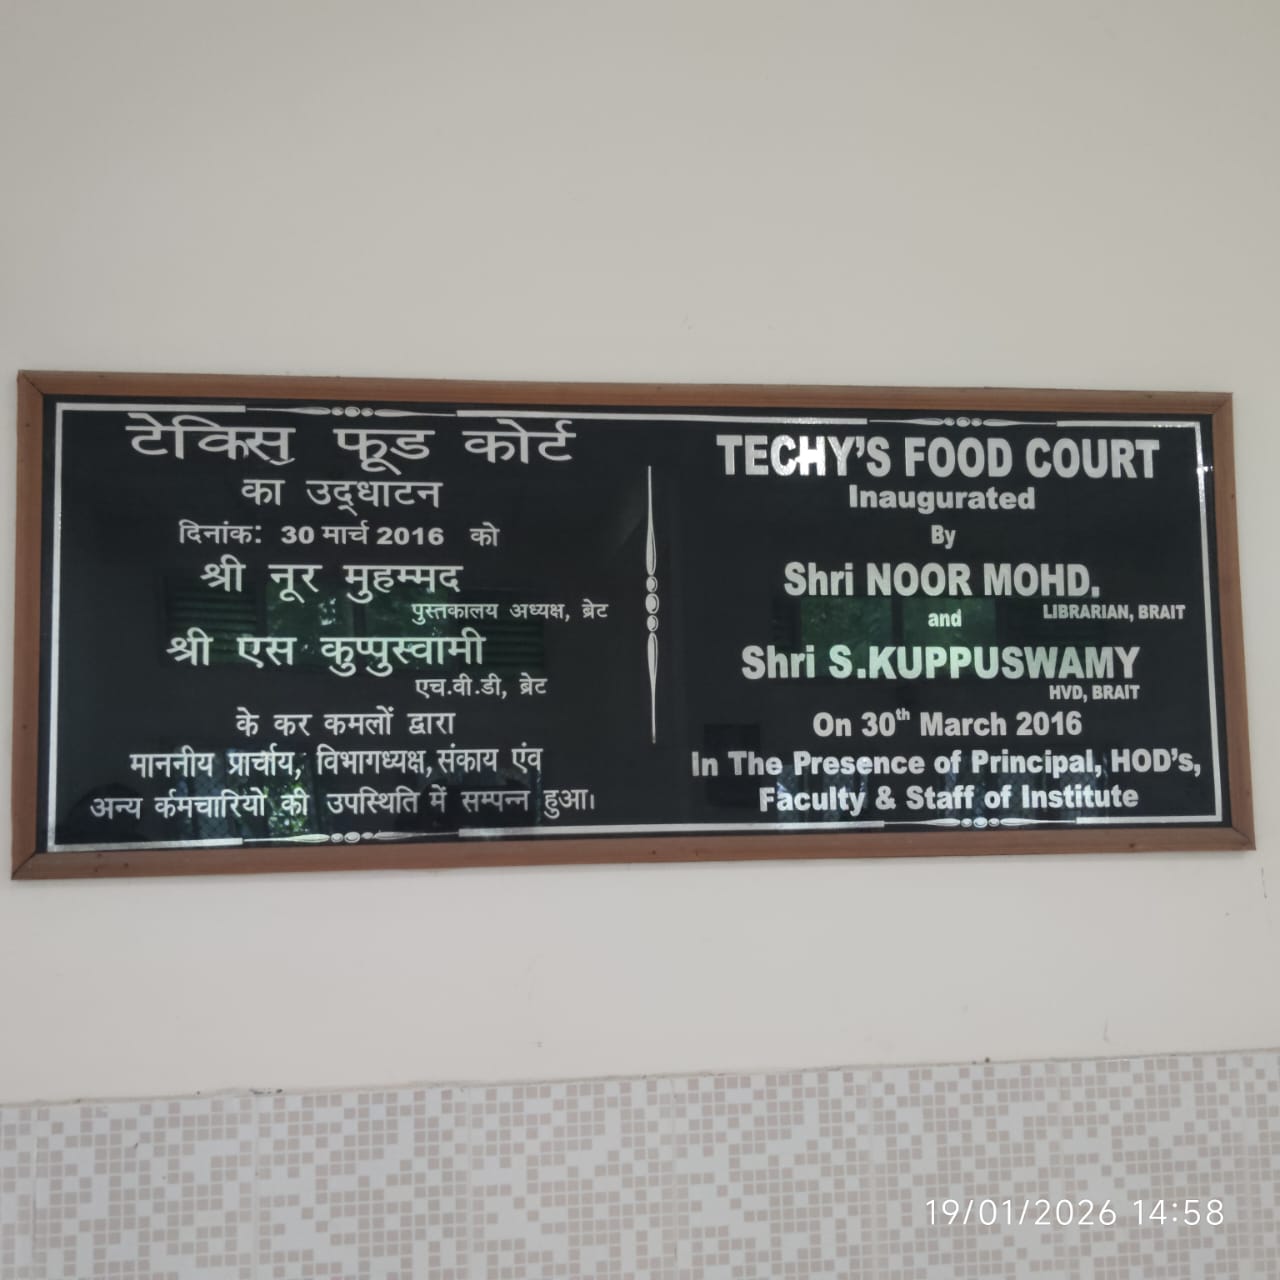 टेकिस् फूड कोर्ट
का उद्घाटन
दिनांक: 30 मार्च 2016 को
श्री नूर मुहम्मद
पुस्तकालय अध्यक्ष, ब्रेट
श्री एस कुप्पुस्वामी
एच.वी.डी, ब्रेट
के कर कमलों द्वारा
माननीय प्रार्चाय, विभागध्यक्ष, संकाय एंव
अन्य र्कमचारियो की उपस्थिति में सम्पन्न हुआ।
TECHY'S FOOD COURT
Inaugurated
By
Shri NOOR MOHD.
LIBRARIAN, BRAIT
and
Shri S.KUPPUSWAMY
HVD, BRAIT
On 30th March 2016
In The Presence of Principal, HOD's,
Faculty & Staff of Institute
19/01/2026 14:58